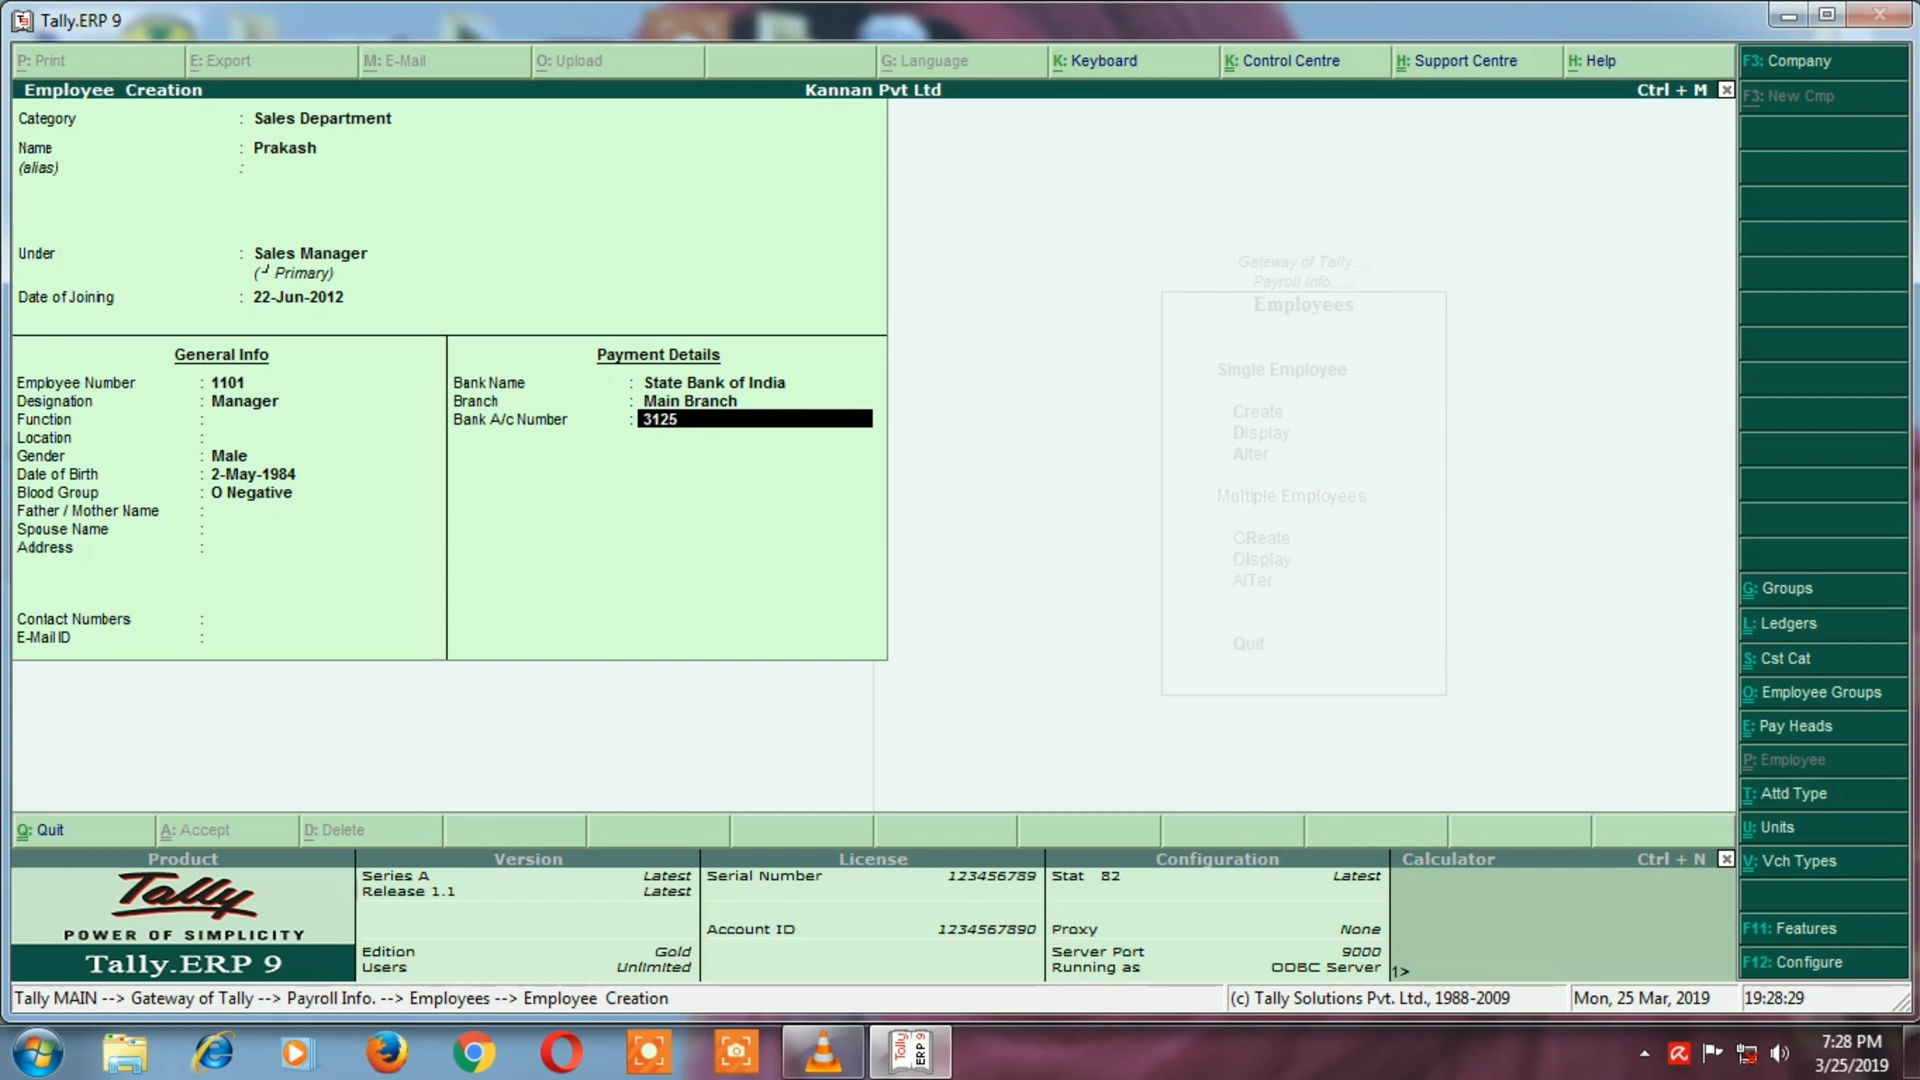 Tally.ERP 9
P: Print E: Export M: E-Mail O: Upload G: Language K: Keyboard K: Control Centre H: Support Centre H: Help
Employee Creation Kannan Pvt Ltd Ctrl + M
Category : Sales Department
Name : Prakash
(alias) :
Under : Sales Manager
(┘ Primary)
Date of Joining : 22-Jun-2012
General Info
Employee Number : 1101
Designation : Manager
Function :
Location :
Gender : Male
Date of Birth : 2-May-1984
Blood Group : O Negative
Father / Mother Name :
Spouse Name :
Address :
Contact Numbers :
E-Mail ID :
Payment Details
Bank Name : State Bank of India
Branch : Main Branch
Bank A/c Number : 3125
Gateway of Tally ....
Payroll Info. ....
Employees
Single Employee
Create
Display
Alter
Multiple Employees
CReate
DIsplay
AlTer
Quit
F3: Company
F3: New Cmp
G: Groups
L: Ledgers
S: Cst Cat
O: Employee Groups
E: Pay Heads
P: Employee
T: Attd Type
U: Units
V: Vch Types
F11: Features
F12: Configure
Q: Quit A: Accept D: Delete
Product
Tally
POWER OF SIMPLICITY
Tally.ERP 9
Version
Series A Latest
Release 1.1 Latest
Edition Gold
Users Unlimited
License
Serial Number 123456789
Account ID 1234567890
Configuration
Stat 82 Latest
Proxy None
Server Port 9000
Running as ODBC Server
Calculator Ctrl + N
1>
Tally MAIN --> Gateway of Tally --> Payroll Info. --> Employees --> Employee Creation (c) Tally Solutions Pvt. Ltd., 1988-2009 Mon, 25 Mar, 2019 19:28:29
Tally ERP 9
7:28 PM
3/25/2019